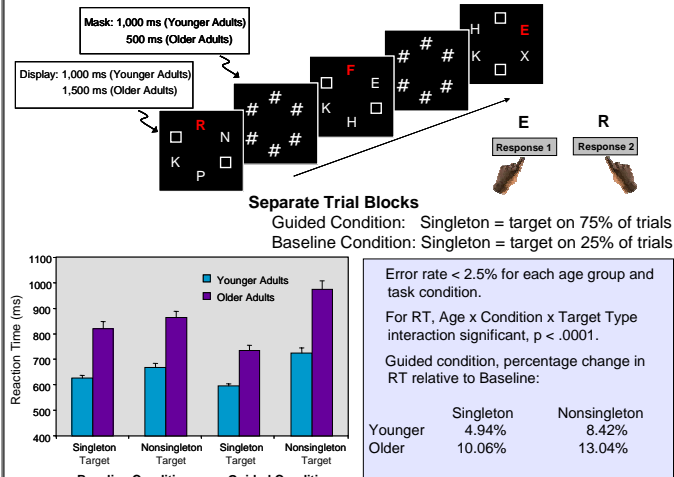 Mask: 1,000 ms (Younger Adults)
500 ms (Older Adults)
Display: 1,000 ms (Younger Adults)
1,500 ms (Older Adults)
R
N
K
P
# # # # # #
F
E
K
H
# # # # # #
H
E
K
X
E R
Response 1 Response 2
Separate Trial Blocks
Guided Condition: Singleton = target on 75% of trials
Baseline Condition: Singleton = target on 25% of trials
Reaction Time (ms)
1100
1000
900
800
700
600
500
400
Younger Adults
Older Adults
Singleton Nonsingleton Singleton Nonsingleton
Target Target Target Target
Baseline Condition Guided Condition
Error rate < 2.5% for each age group and
task condition.
For RT, Age x Condition x Target Type
interaction significant, p < .0001.
Guided condition, percentage change in
RT relative to Baseline:
Singleton Nonsingleton
Younger 4.94% 8.42%
Older 10.06% 13.04%